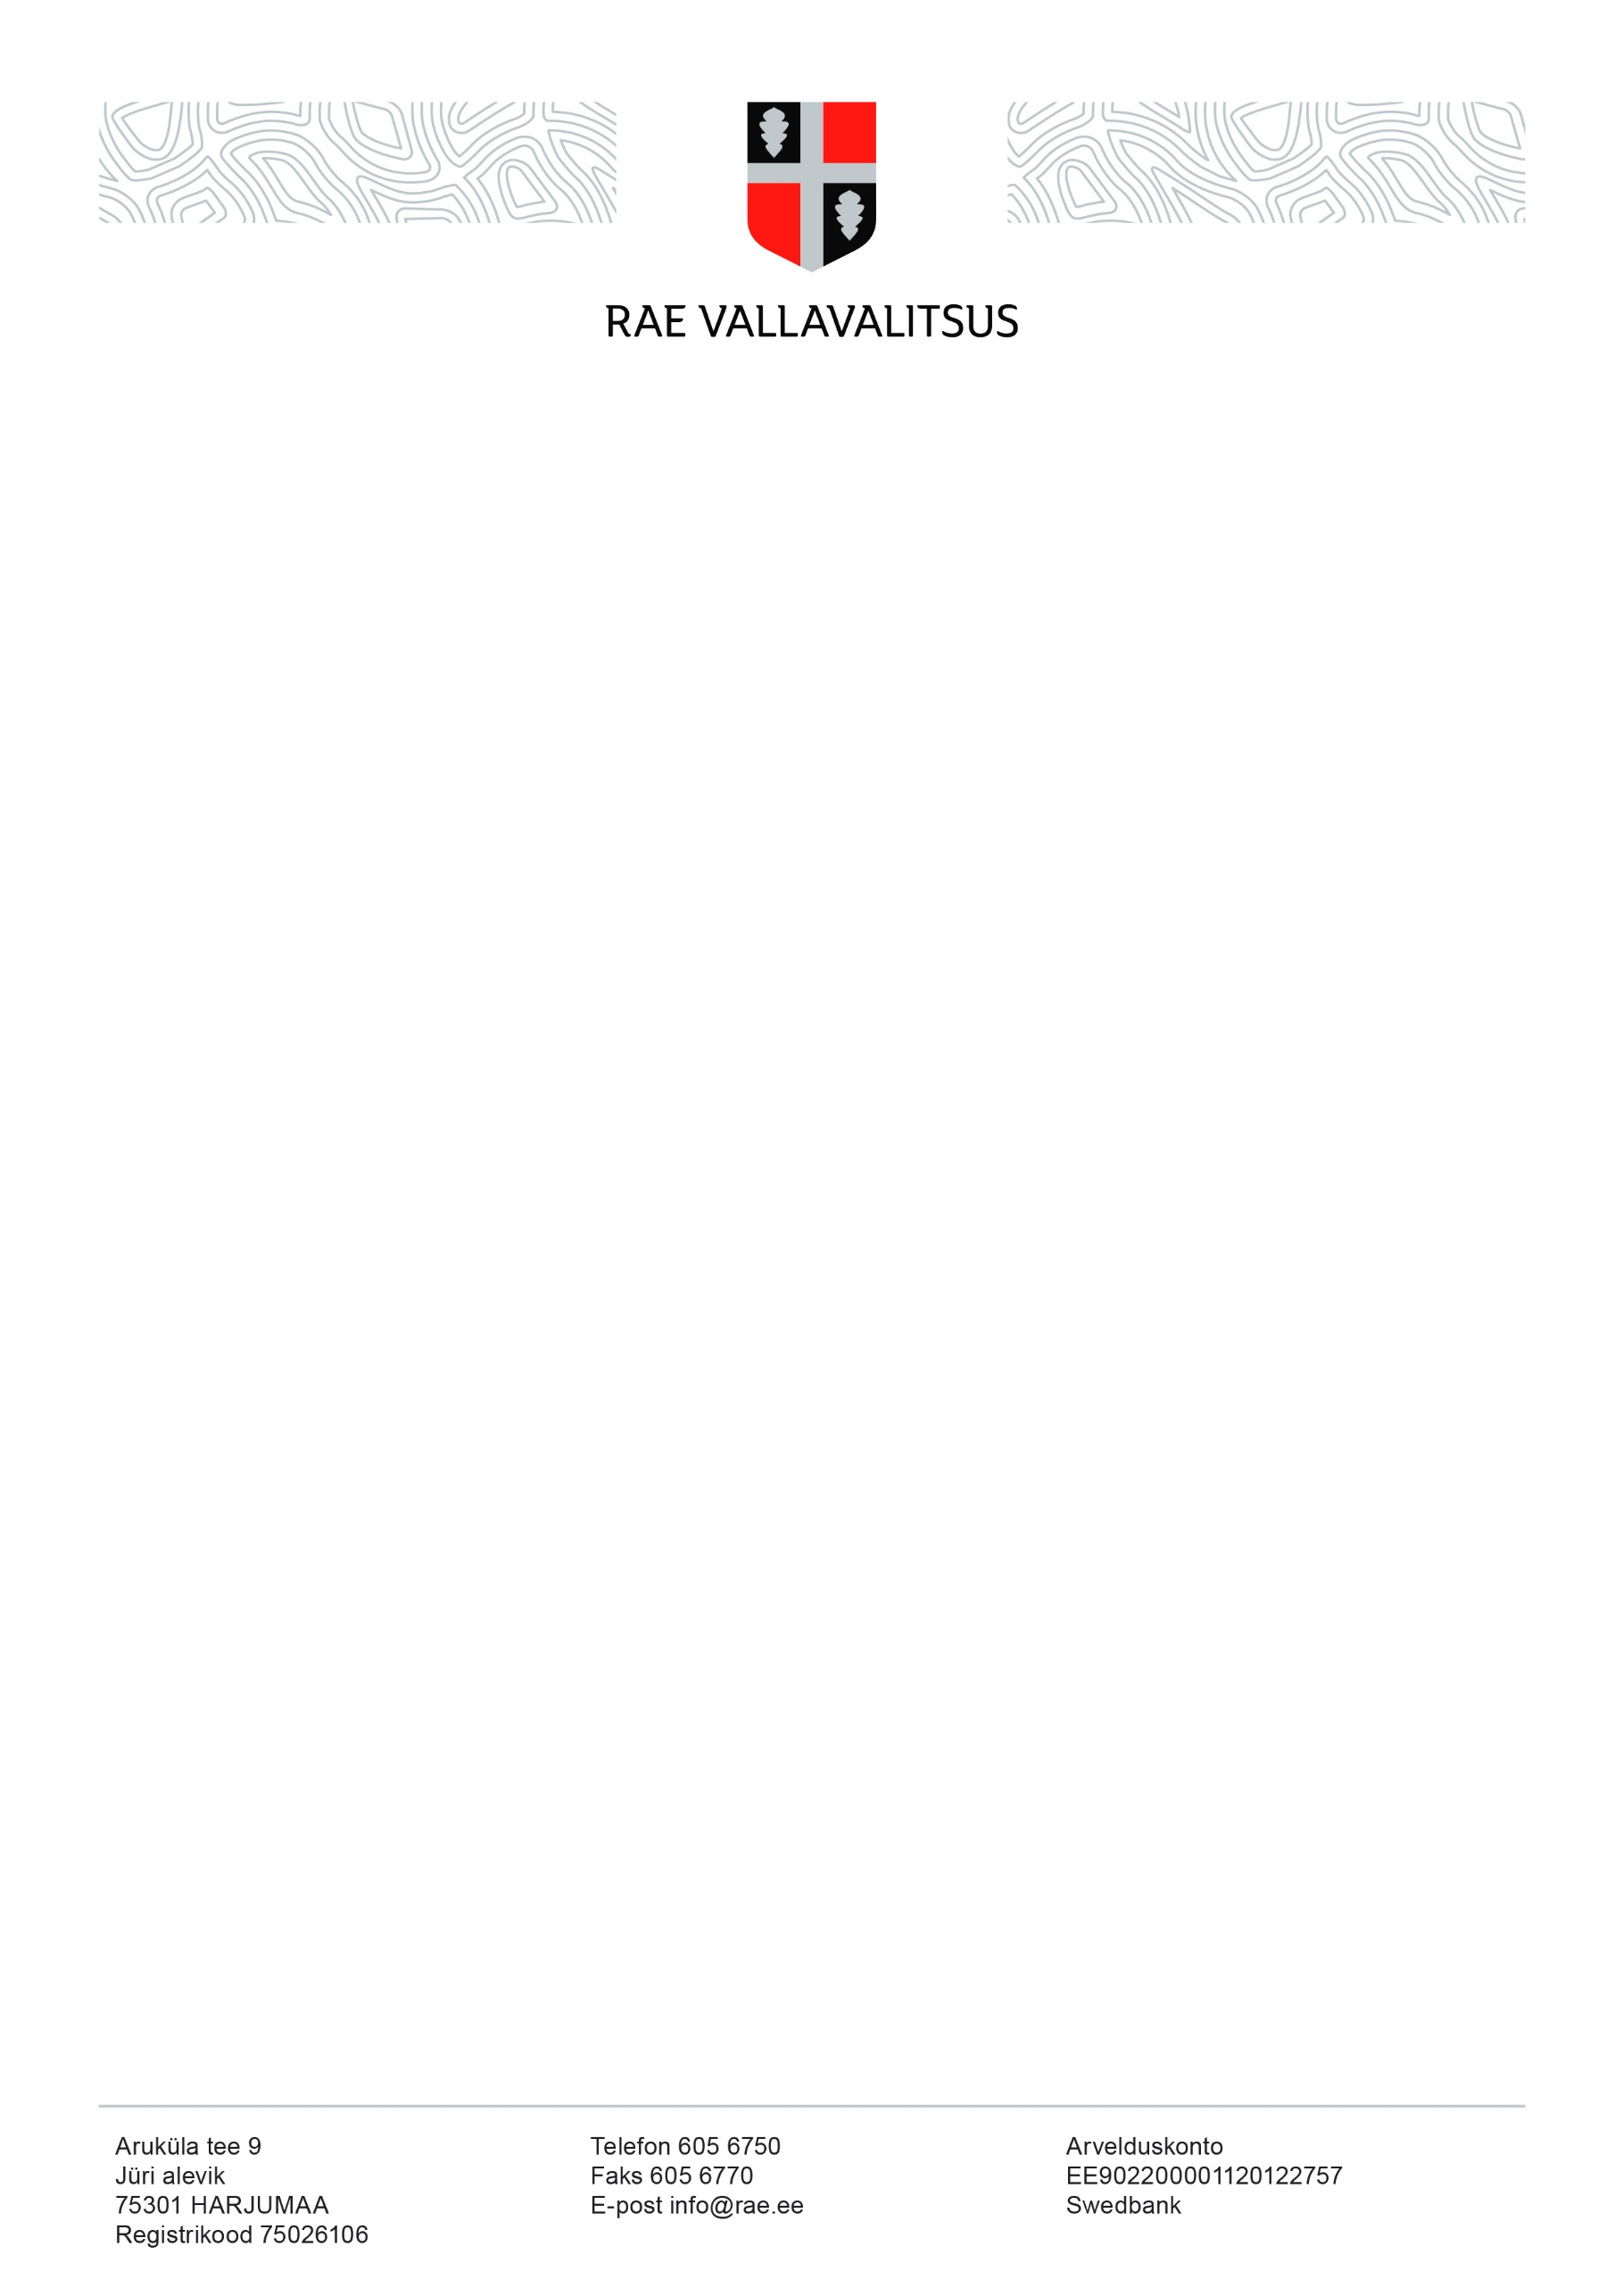 RAE VALLAVALITSUS
Aruküla tee 9
Jüri alevik
75301 HARJUMAA
Registrikood 75026106
Telefon 605 6750
Faks 605 6770
E-post info@rae.ee
Arvelduskonto
EE902200001120122757
Swedbank